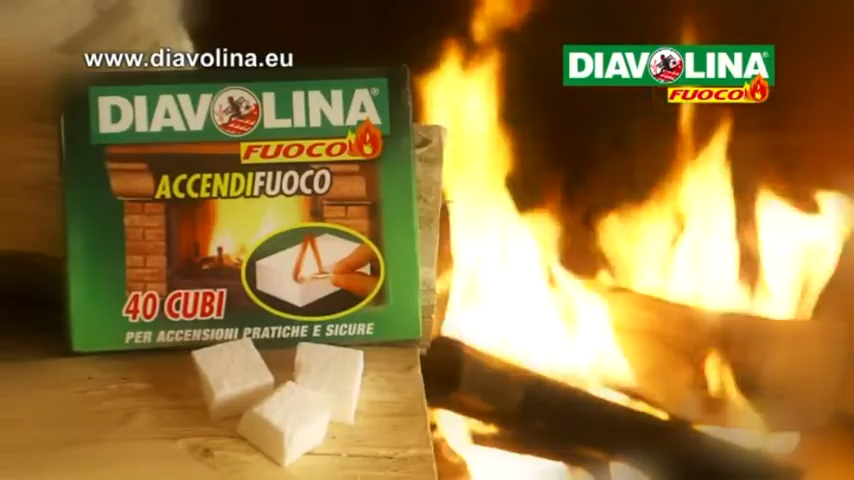 www.diavolina.eu
DIAVOLINA®
FUOCO
DIAVOLINA®
FUOCO
ACCENDIFUOCO
40 CUBI
PER ACCENSIONI PRATICHE E SICURE